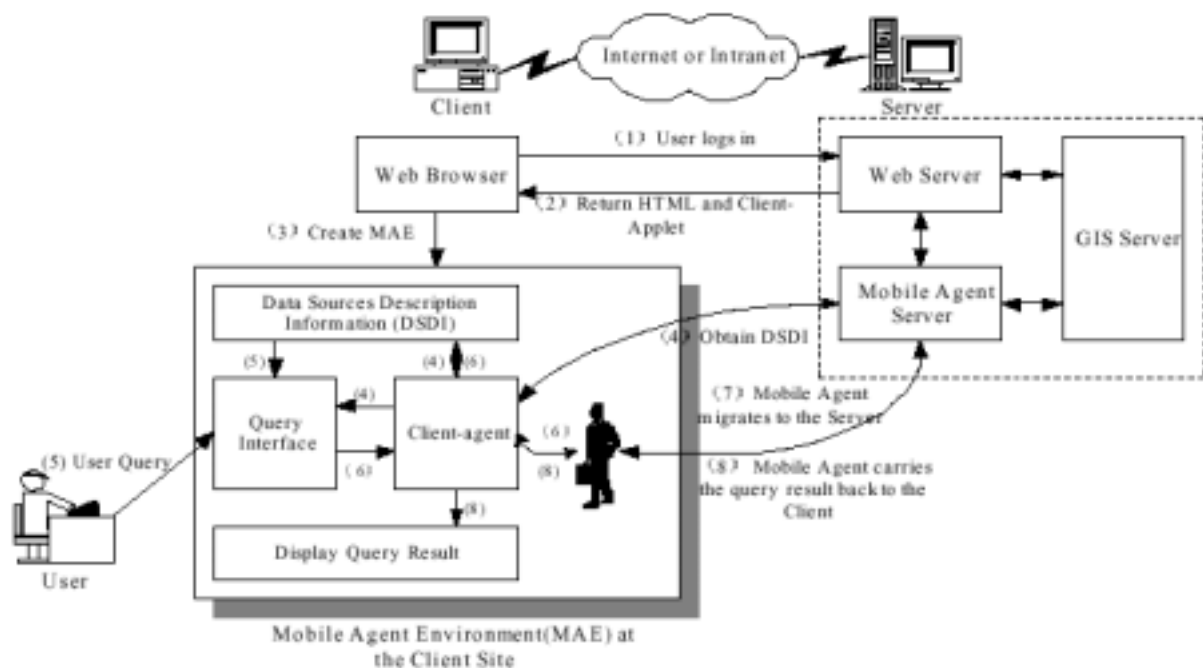 Internet or Intranet
Client
Server
(1) User logs in
Web Browser
Web Server
(2) Return HTML and Client-
Applet
GIS Server
(3) Create MAE
Data Sources Description
Information (DSDI)
Mobile Agent
Server
(4) Obtain DSDI
(5)
(4)
(6)
(4)
Query
Interface
Client-agent
(6)
(6)
(8)
(7) Mobile Agent
migrates to the Server
(5) User Query
(8) Mobile Agent carries
the query result back to the
Client
(8)
Display Query Result
User
Mobile Agent Environment(MAE) at
the Client Site